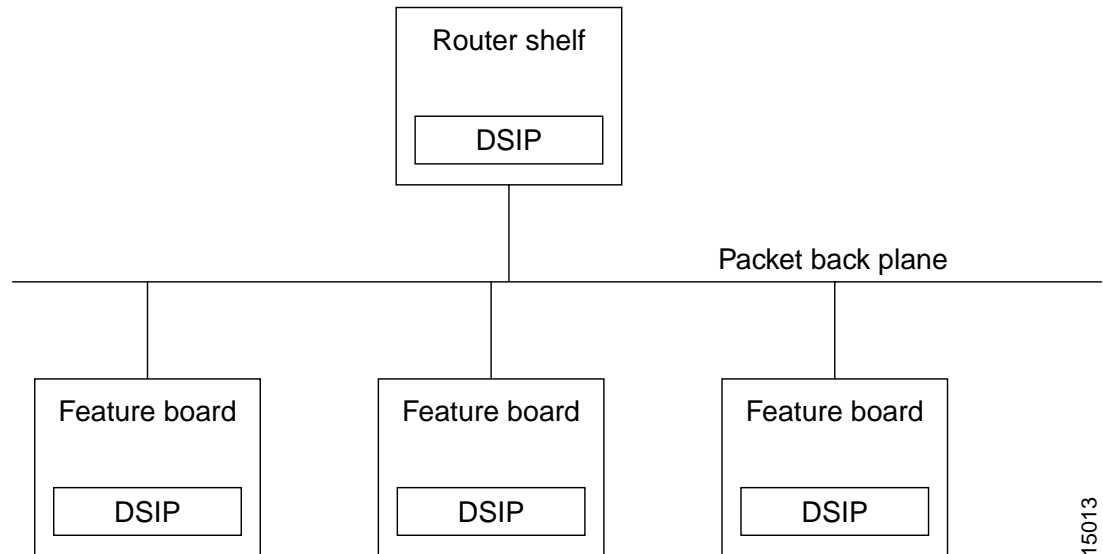 Router shelf
DSIP
Packet back plane
Feature board
Feature board
Feature board
DSIP
DSIP
DSIP
15013